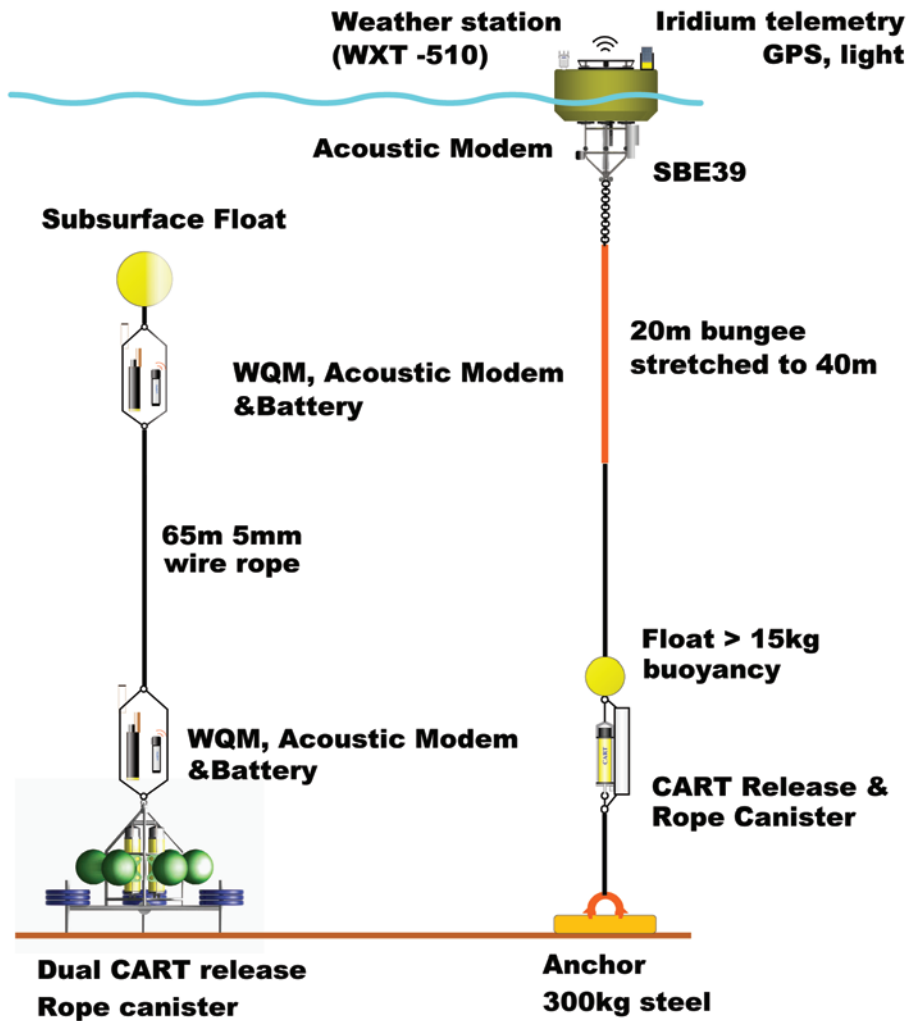 Weather station
(WXT -510)
Iridium telemetry
GPS, light
Acoustic Modem
SBE39
Subsurface Float
20m bungee
stretched to 40m
WQM, Acoustic Modem
&Battery
65m 5mm
wire rope
Float > 15kg
buoyancy
WQM, Acoustic Modem
&Battery
CART
CART Release &
Rope Canister
Dual CART release
Rope canister
Anchor
300kg steel